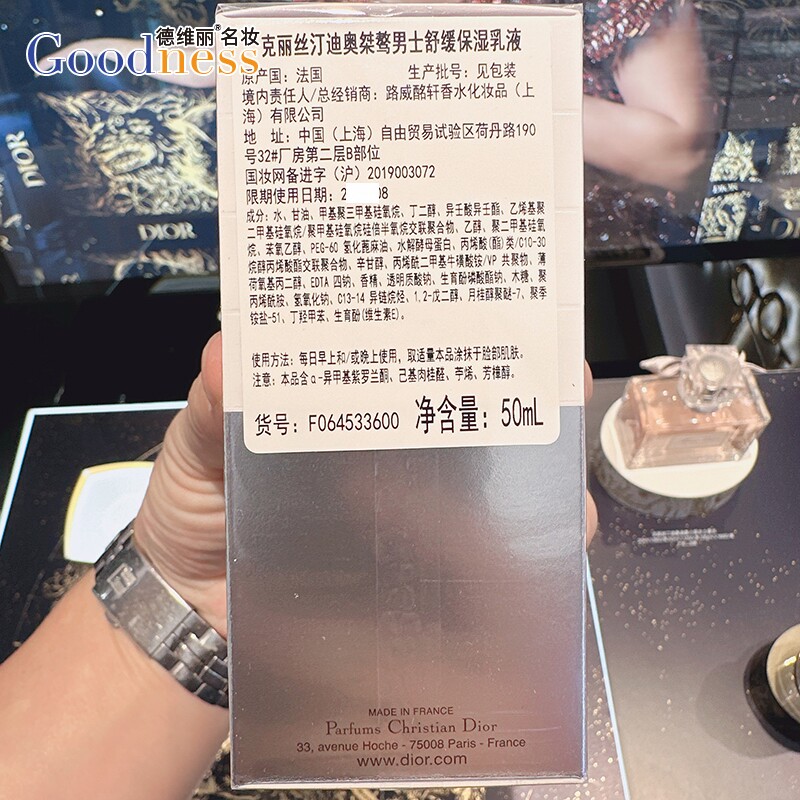 德维丽®名妆
Goodness
克丽丝汀迪奥桀骜男士舒缓保湿乳液
原产国：法国 生产批号：见包装
境内责任人/总经销商：路威酩轩香水化妆品（上
海）有限公司
地 址：中国（上海）自由贸易试验区荷丹路190
号32#厂房第二层B部位
国妆网备进字（沪）2019003072
限期使用日期：2 08
成分：水、甘油、甲基聚三甲基硅氧烷、丁二醇、异壬酸异壬酯、乙烯基聚
二甲基硅氧烷/聚甲基硅氧烷硅倍半氧烷交联聚合物、乙醇、聚二甲基硅氧
烷、苯氧乙醇、PEG-60 氢化蓖麻油、水解酵母蛋白、丙烯酸(酯)类/C10-30
烷醇丙烯酸酯交联聚合物、辛甘醇、丙烯酰二甲基牛磺酸铵/VP 共聚物、薄
荷氧基丙二醇、EDTA 四钠、香精、透明质酸钠、生育酚磷酸酯钠、木糖、聚
丙烯酰胺、氢氧化钠、C13-14 异链烷烃、1,2-戊二醇、月桂醇聚醚-7、聚季
铵盐-51、丁羟甲苯、生育酚(维生素E)。
使用方法：每日早上和/或晚上使用，取适量本品涂抹于脸部肌肤。
注意：本品含α-异甲基紫罗兰酮、己基肉桂醛、苧烯、芳樟醇。
货号：F064533600 净含量：50mL
DIOR
DIOR
MADE IN FRANCE
Parfums Christian Dior
33, avenue Hoche - 75008 Paris - France
www.dior.com